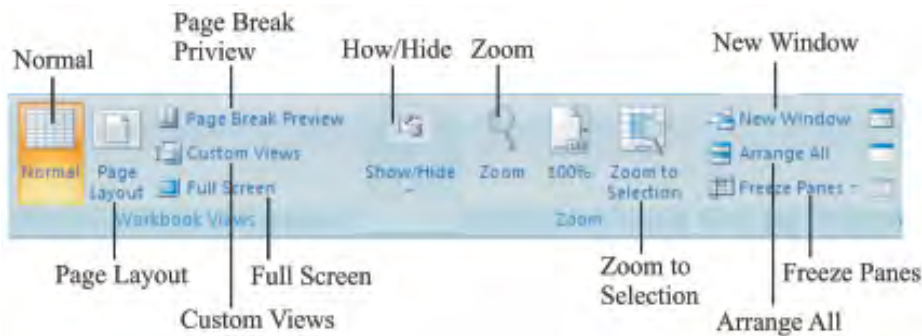 Page Break
Priview
Normal
How/Hide
Zoom
New Window
Page Break Preview
New Window
Custom Views
Arrange All
Normal
Page
Layout
Full Screen
Show/Hide
Zoom
100%
Zoom to
Selection
Freeze Panes
Workbook Views
Zoom
Page Layout
Full Screen
Zoom to
Selection
Freeze Panes
Custom Views
Arrange All